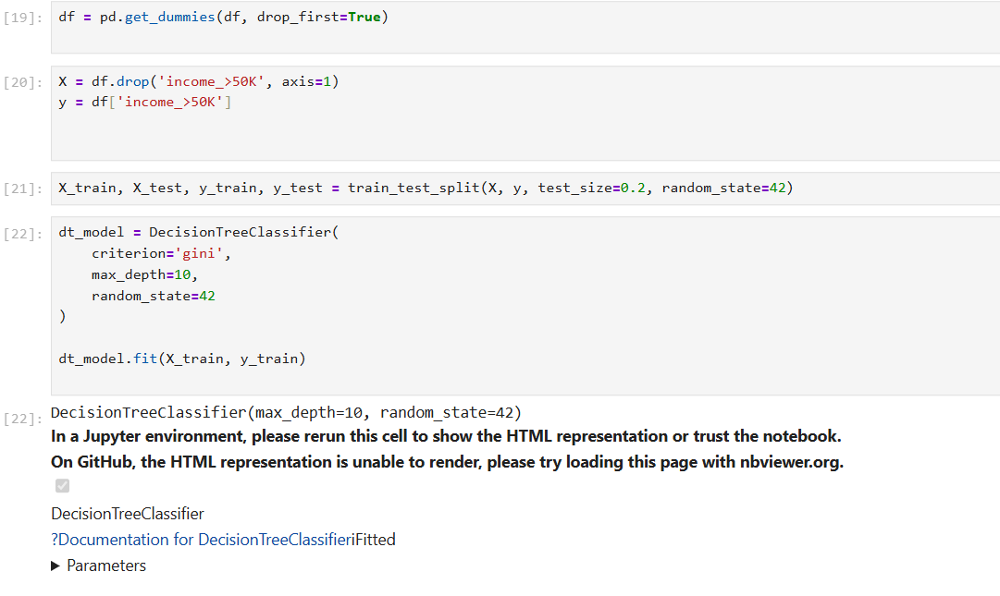 [19]: df = pd.get_dummies(df, drop_first=True)
[20]: X = df.drop('income_>50K', axis=1)
y = df['income_>50K']
[21]: X_train, X_test, y_train, y_test = train_test_split(X, y, test_size=0.2, random_state=42)
[22]: dt_model = DecisionTreeClassifier(
    criterion='gini',
    max_depth=10,
    random_state=42
)
dt_model.fit(X_train, y_train)
[22]: DecisionTreeClassifier(max_depth=10, random_state=42)
In a Jupyter environment, please rerun this cell to show the HTML representation or trust the notebook.
On GitHub, the HTML representation is unable to render, please try loading this page with nbviewer.org.
DecisionTreeClassifier
?Documentation for DecisionTreeClassifieriFitted
▶ Parameters